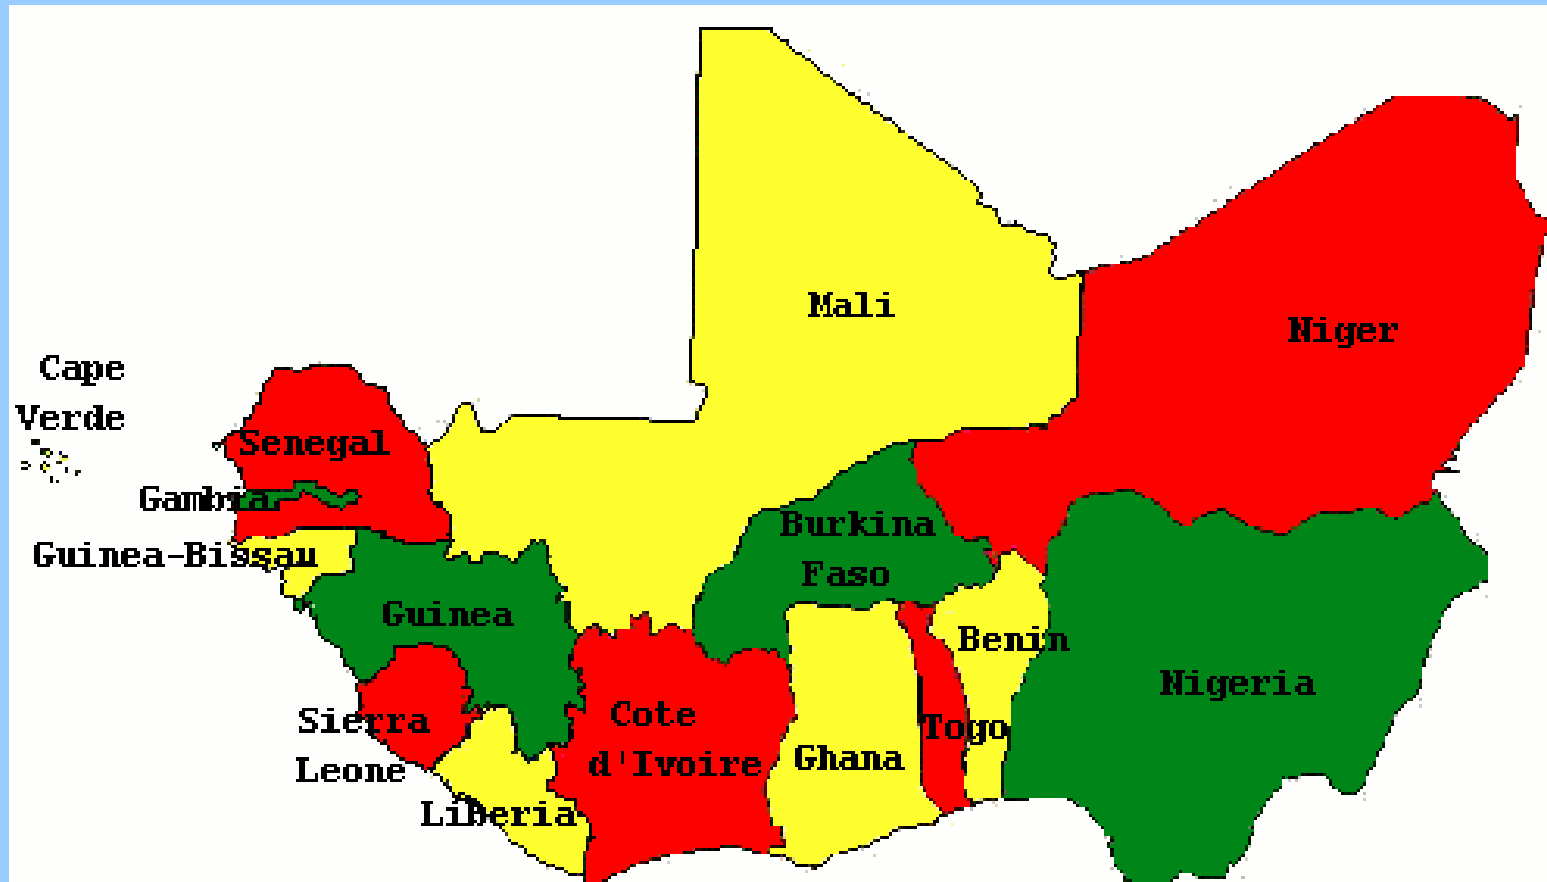 Mali
Niger
Cape
Verde
Senegal
Gambia
Guinea-Bissau
Burkina
Faso
Guinea
Benin
Nigeria
Sierra
Leone
Cote
d'Ivoire
Togo
Ghana
Liberia